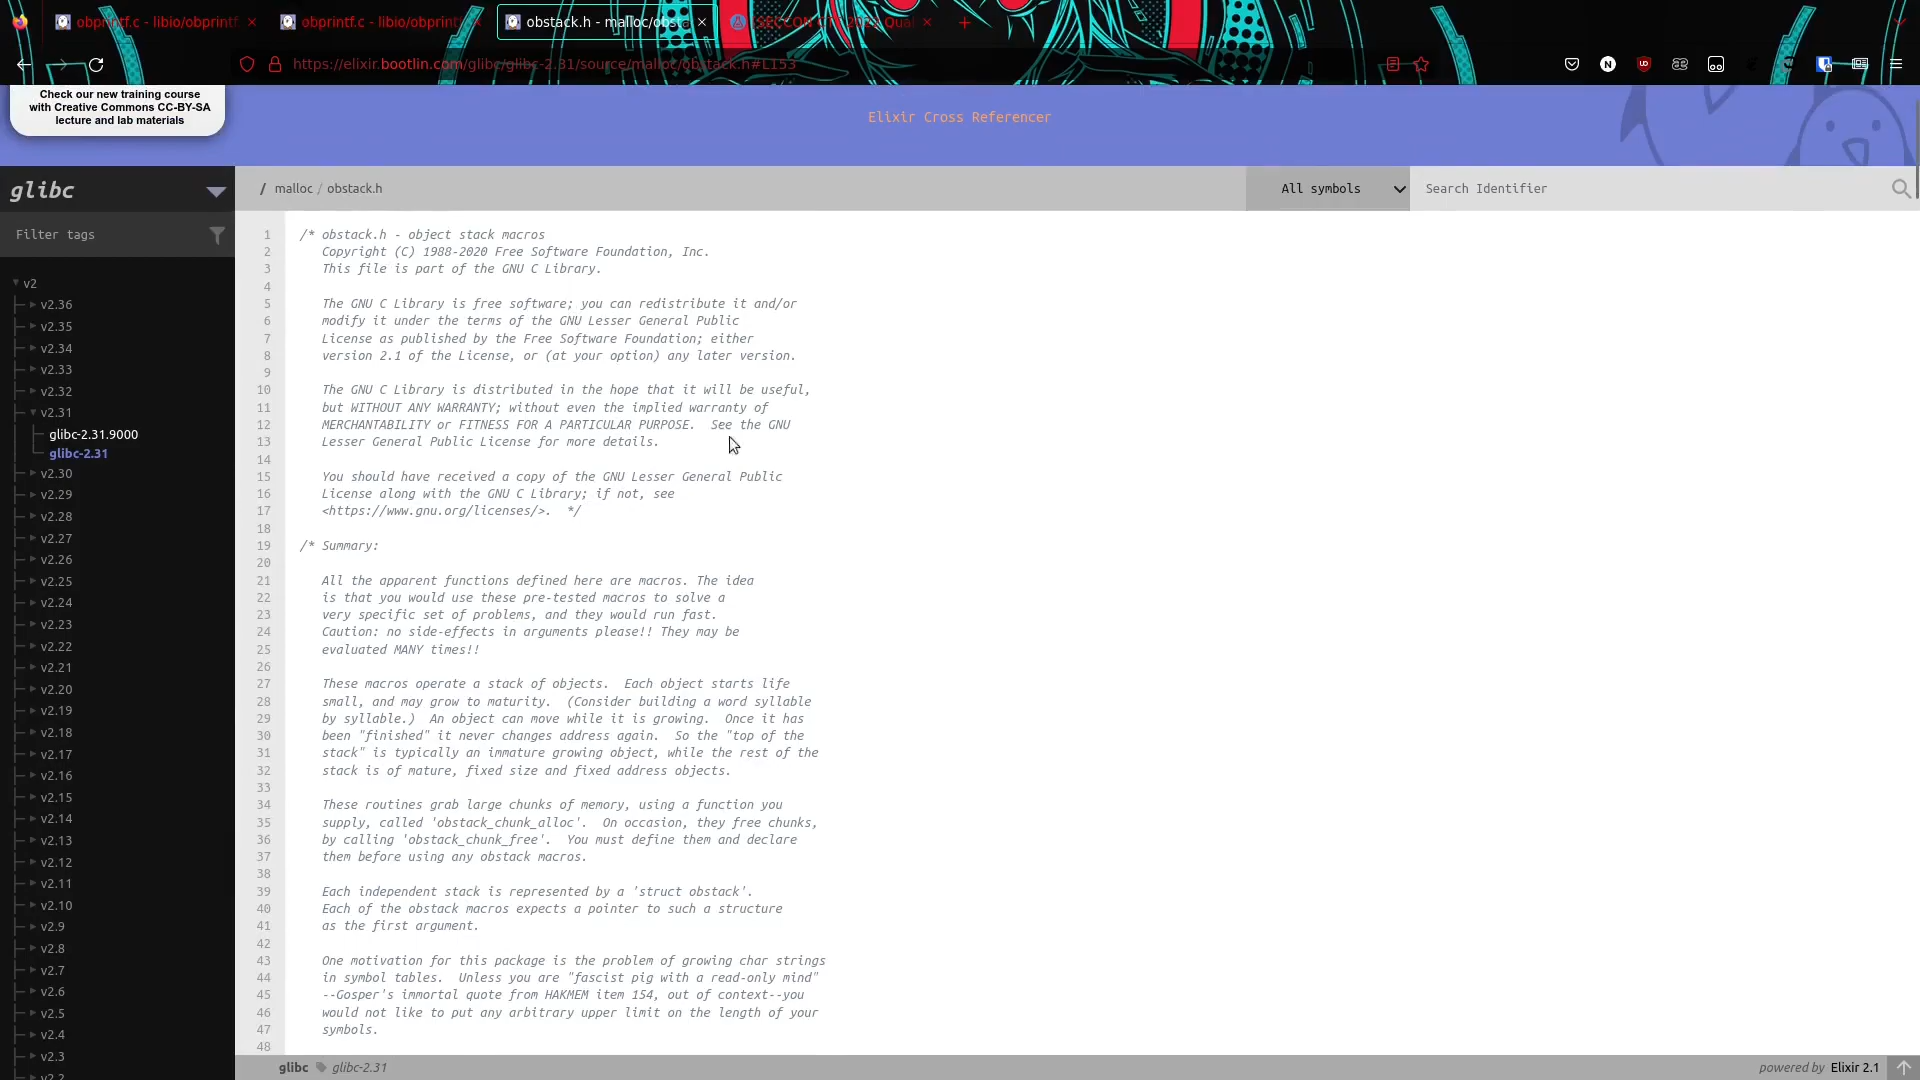 obprintf.c - libio/obprintf
obprintf.c - libio/obprint
obstack.h - malloc/obsta
SECCON CTF 2022 Qual
https://elixir.bootlin.com/glibc/glibc-2.31/source/malloc/obstack.h#L153
Check our new training course
with Creative Commons CC-BY-SA
lecture and lab materials
Elixir Cross Referencer
glibc
/ malloc / obstack.h
All symbols
Search Identifier
Filter tags
v2
v2.36
v2.35
v2.34
v2.33
v2.32
v2.31
glibc-2.31.9000
glibc-2.31
v2.30
v2.29
v2.28
v2.27
v2.26
v2.25
v2.24
v2.23
v2.22
v2.21
v2.20
v2.19
v2.18
v2.17
v2.16
v2.15
v2.14
v2.13
v2.12
v2.11
v2.10
v2.9
v2.8
v2.7
v2.6
v2.5
v2.4
v2.3
v2.2
1 /* obstack.h - object stack macros
2 Copyright (C) 1988-2020 Free Software Foundation, Inc.
3 This file is part of the GNU C Library.
4
5 The GNU C Library is free software; you can redistribute it and/or
6 modify it under the terms of the GNU Lesser General Public
7 License as published by the Free Software Foundation; either
8 version 2.1 of the License, or (at your option) any later version.
9
10 The GNU C Library is distributed in the hope that it will be useful,
11 but WITHOUT ANY WARRANTY; without even the implied warranty of
12 MERCHANTABILITY or FITNESS FOR A PARTICULAR PURPOSE. See the GNU
13 Lesser General Public License for more details.
14
15 You should have received a copy of the GNU Lesser General Public
16 License along with the GNU C Library; if not, see
17 <https://www.gnu.org/licenses/>. */
18
19 /* Summary:
20
21 All the apparent functions defined here are macros. The idea
22 is that you would use these pre-tested macros to solve a
23 very specific set of problems, and they would run fast.
24 Caution: no side-effects in arguments please!! They may be
25 evaluated MANY times!!
26
27 These macros operate a stack of objects. Each object starts life
28 small, and may grow to maturity. (Consider building a word syllable
29 by syllable.) An object can move while it is growing. Once it has
30 been "finished" it never changes address again. So the "top of the
31 stack" is typically an immature growing object, while the rest of the
32 stack is of mature, fixed size and fixed address objects.
33
34 These routines grab large chunks of memory, using a function you
35 supply, called 'obstack_chunk_alloc'. On occasion, they free chunks,
36 by calling 'obstack_chunk_free'. You must define them and declare
37 them before using any obstack macros.
38
39 Each independent stack is represented by a 'struct obstack'.
40 Each of the obstack macros expects a pointer to such a structure
41 as the first argument.
42
43 One motivation for this package is the problem of growing char strings
44 in symbol tables. Unless you are "fascist pig with a read-only mind"
45 --Gosper's immortal quote from HAKMEM item 154, out of context--you
46 would not like to put any arbitrary upper limit on the length of your
47 symbols.
48
glibc glibc-2.31
powered by Elixir 2.1